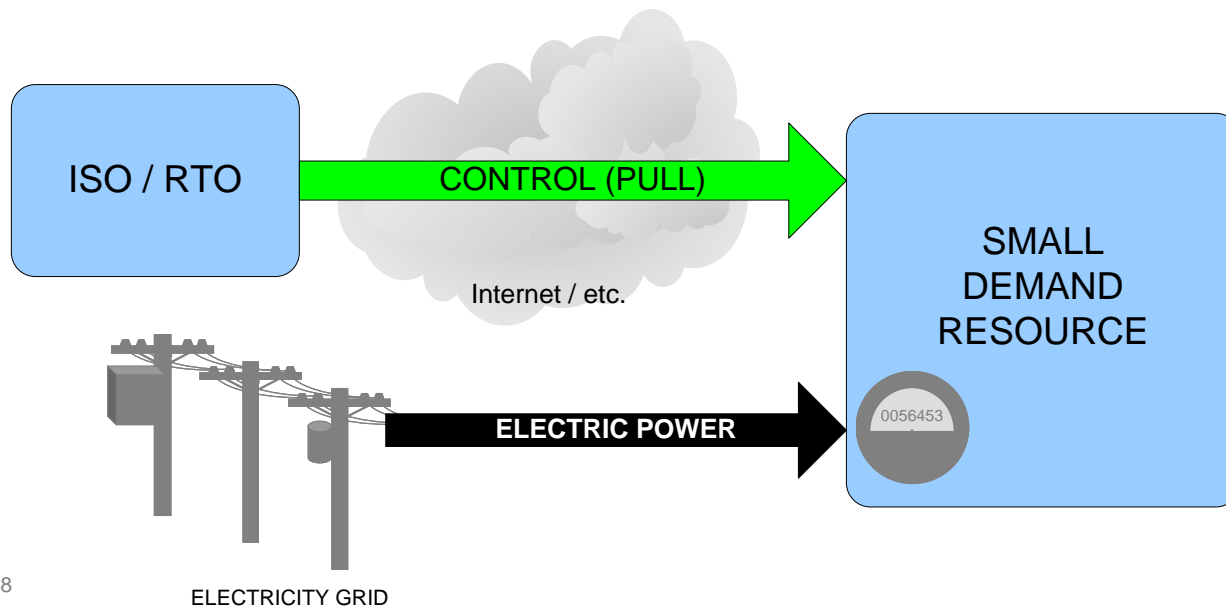 ISO / RTO
CONTROL (PULL)
Internet / etc.
SMALL
DEMAND
RESOURCE
0056453
ELECTRIC POWER
8
ELECTRICITY GRID